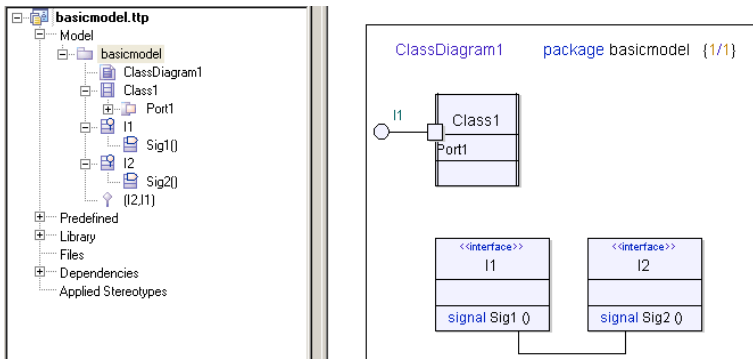 basicmodel.ttp
Model
basicmodel
ClassDiagram1
Class1
Port1
I1
Sig1()
I2
Sig2()
(I2,I1)
Predefined
Library
Files
Dependencies
Applied Stereotypes
ClassDiagram1 package basicmodel {1/1}
I1
Class1
Port1
<<interface>>
I1
signal Sig1 ()
<<interface>>
I2
signal Sig2 ()